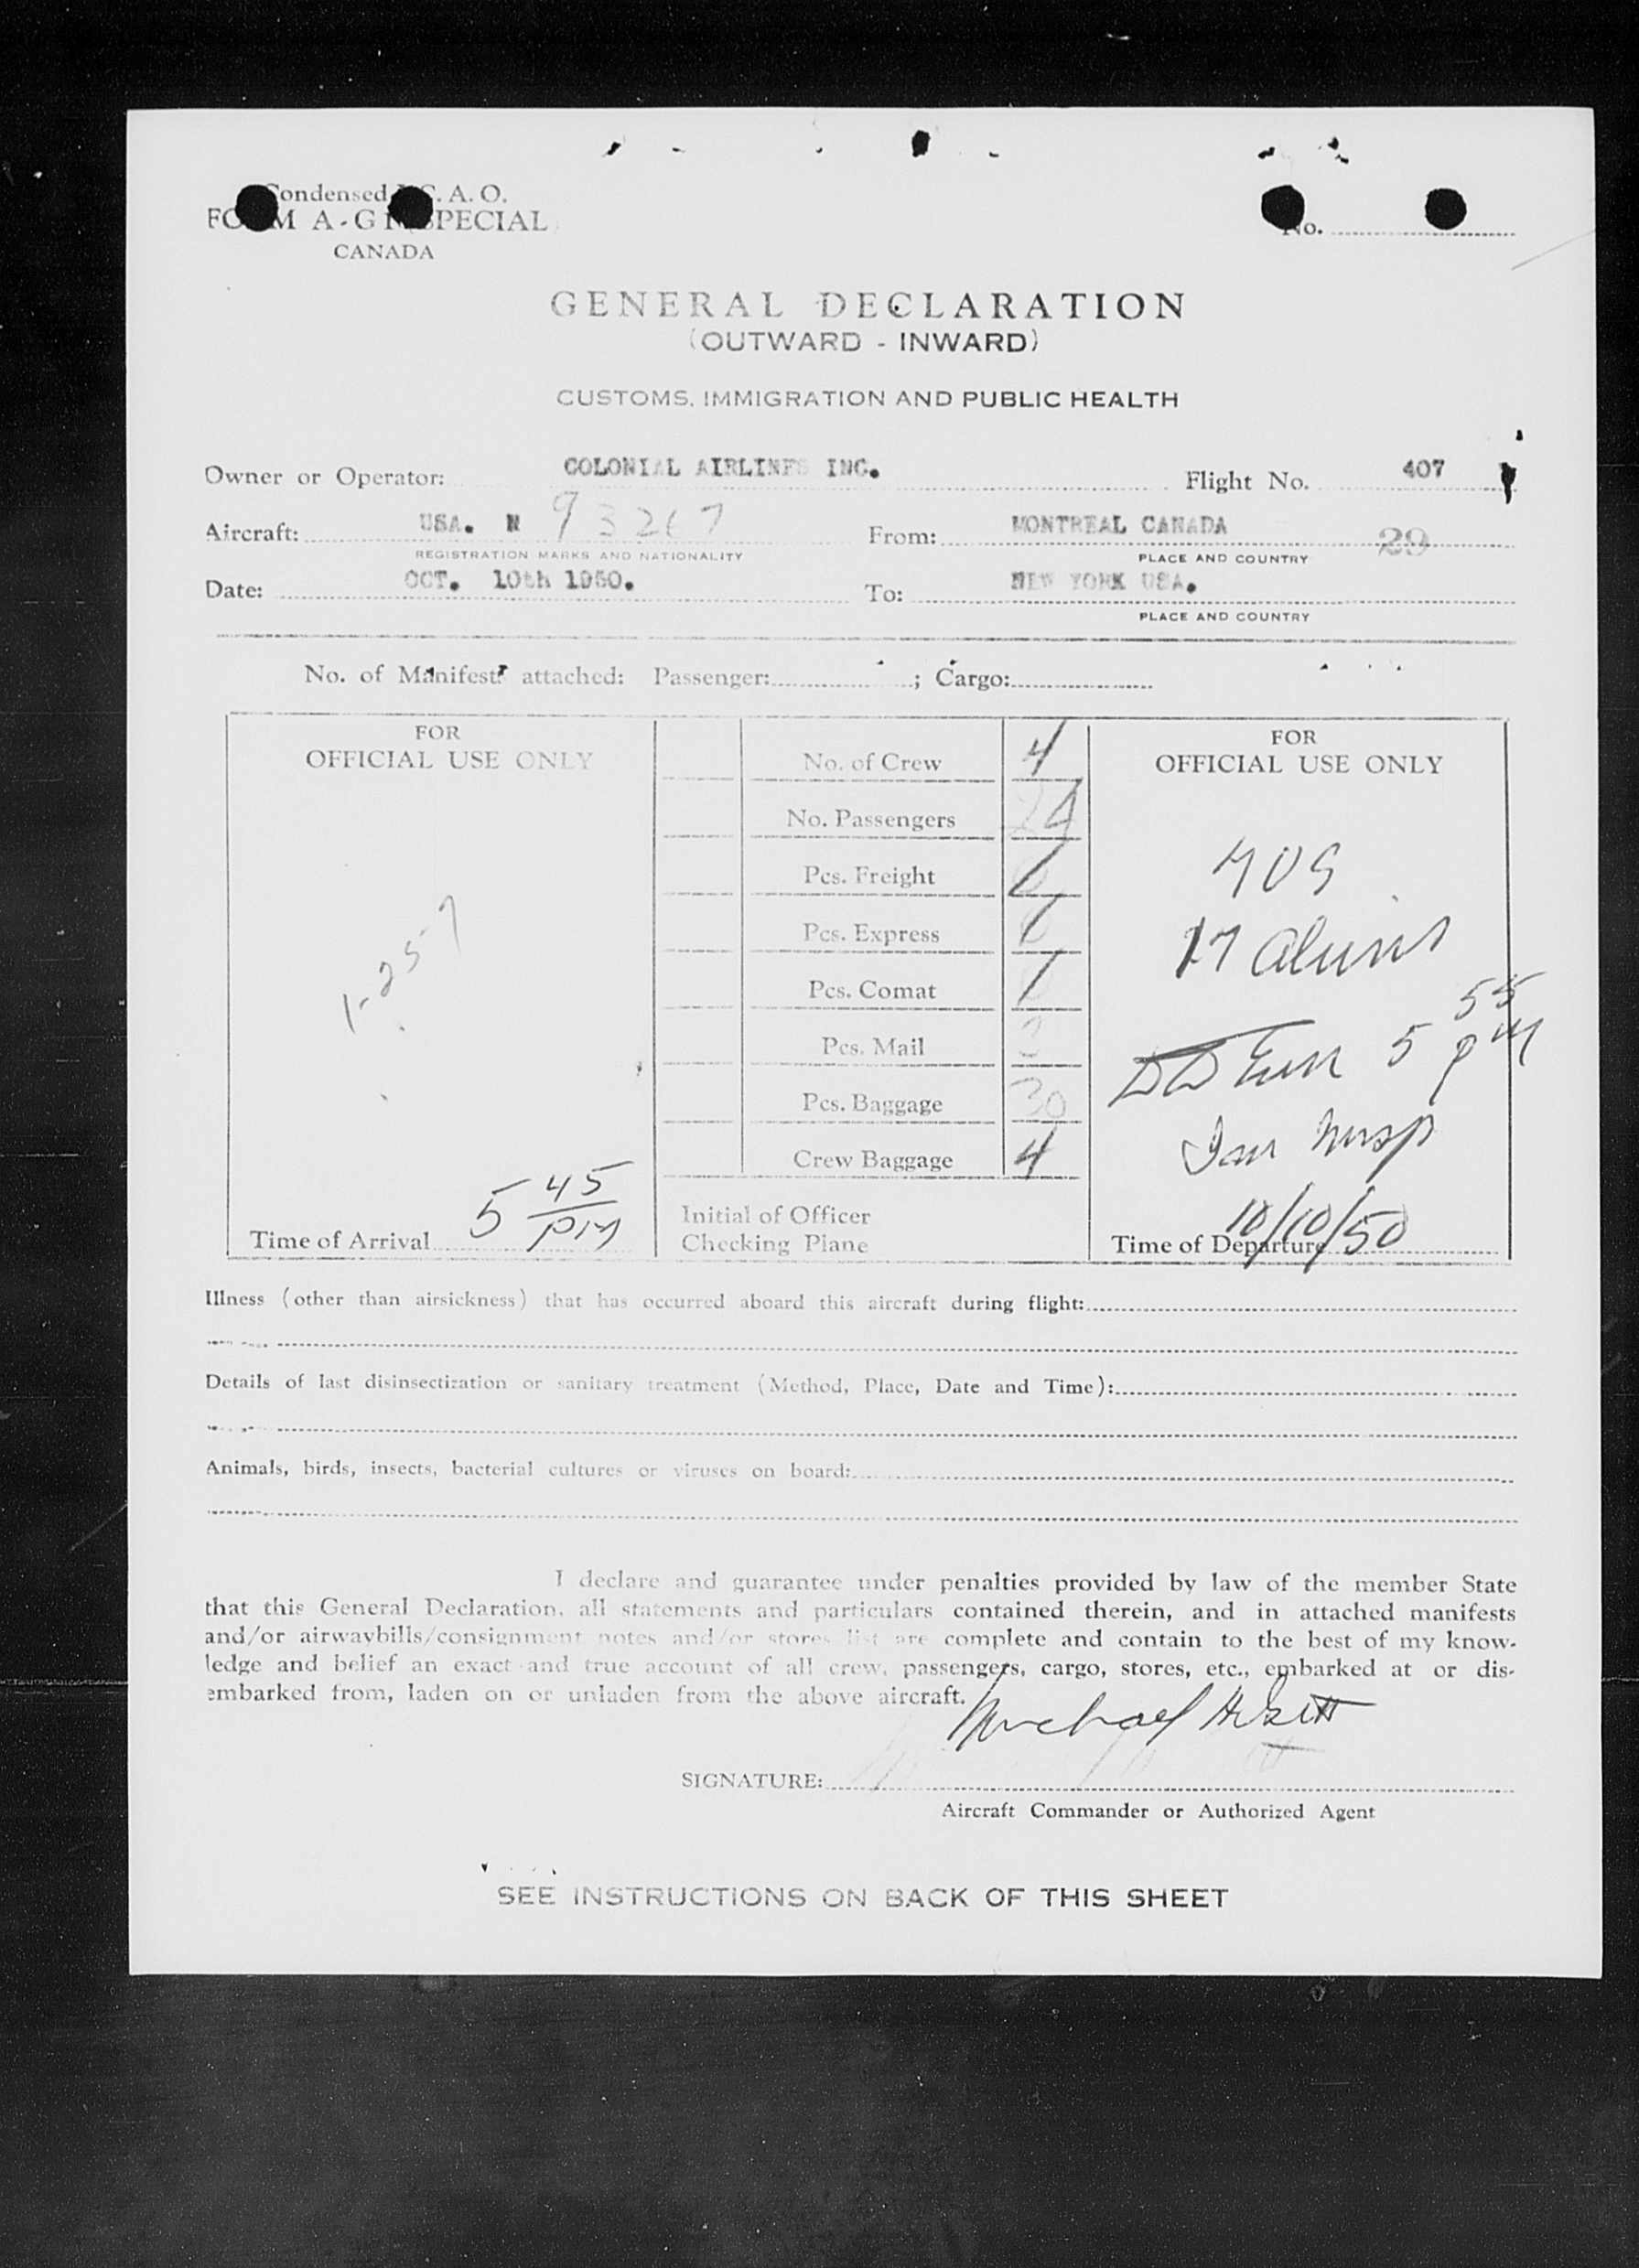 Condensed C. A. O.
FORM A-G SPECIAL
CANADA
No.
GENERAL DECLARATION
(OUTWARD - INWARD)
CUSTOMS, IMMIGRATION AND PUBLIC HEALTH
Owner or Operator: COLONIAL AIRLINES INC. Flight No. 407
Aircraft: USA. N 93267 From: MONTREAL CANADA 29
REGISTRATION MARKS AND NATIONALITY PLACE AND COUNTRY
Date: OCT. 10th 1950. To: NEW YORK USA.
PLACE AND COUNTRY
No. of Manifests attached: Passenger: ; Cargo:
FOR
OFFICIAL USE ONLY
1-25-7
Time of Arrival 5 45 pm
No. of Crew 4
No. Passengers 24
Pcs. Freight
Pcs. Express
Pcs. Comat
Pcs. Mail
Pcs. Baggage 30
Crew Baggage 4
Initial of Officer
Checking Plane
FOR
OFFICIAL USE ONLY
17 aliens
5 55 pm
10/10/50
Time of Departure
Illness (other than airsickness) that has occurred aboard this aircraft during flight:
Details of last disinsectization or sanitary treatment (Method, Place, Date and Time):
Animals, birds, insects, bacterial cultures or viruses on board:
I declare and guarantee under penalties provided by law of the member State
that this General Declaration, all statements and particulars contained therein, and in attached manifests
and/or airwaybills/consignment notes and/or stores list are complete and contain to the best of my know-
ledge and belief an exact and true account of all crew, passengers, cargo, stores, etc., embarked at or dis-
embarked from, laden on or unladen from the above aircraft.
Michael
SIGNATURE:
Aircraft Commander or Authorized Agent
SEE INSTRUCTIONS ON BACK OF THIS SHEET